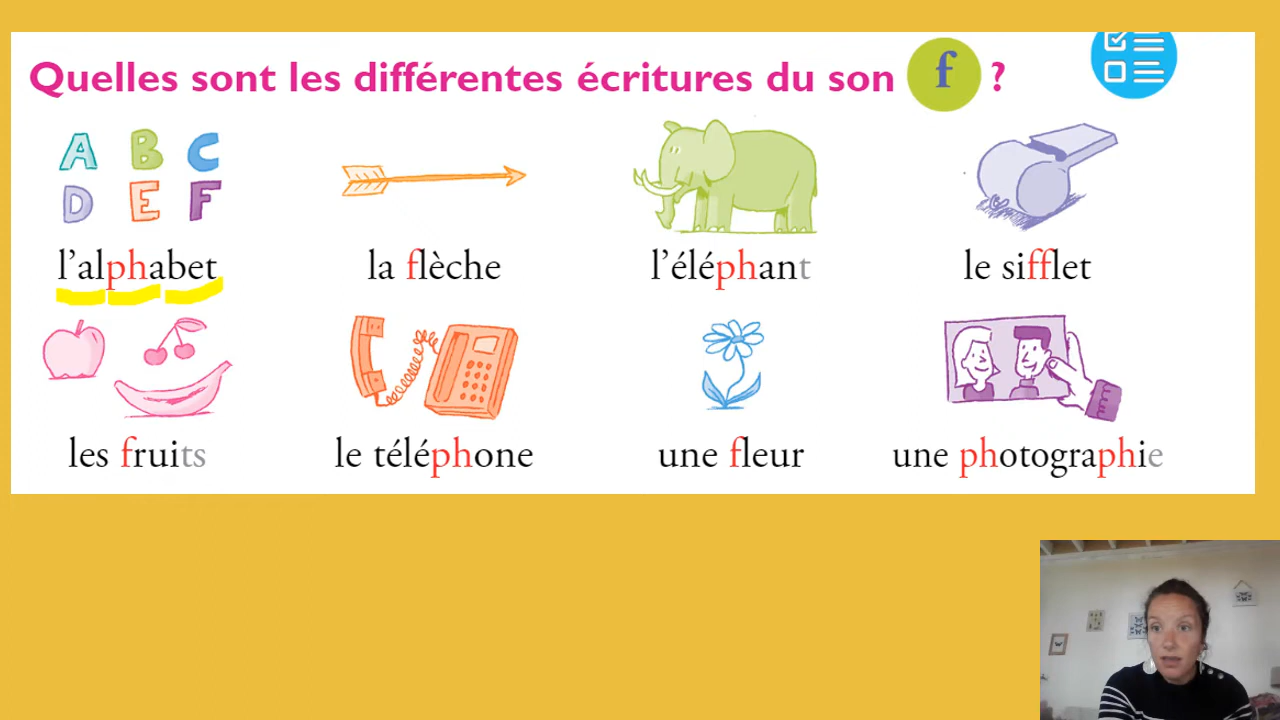 Quelles sont les différentes écritures du son f ?
A B C
D E F
l'alphabet la flèche l'éléphant le sifflet
les fruits le téléphone une fleur une photographie